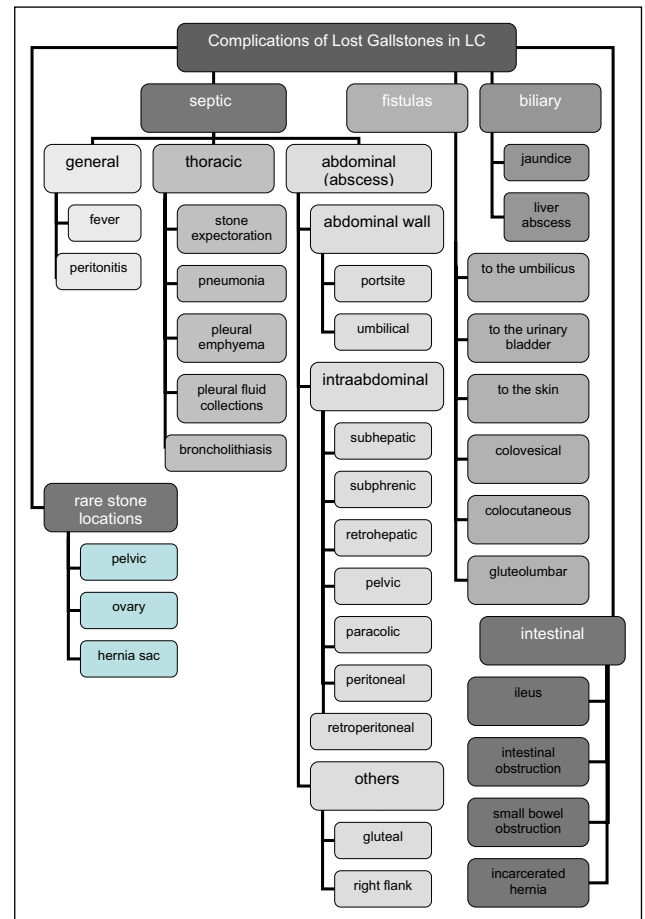 Complications of Lost Gallstones in LC
septic
general
fever
peritonitis
thoracic
stone
expectoration
pneumonia
pleural
emphyema
pleural fluid
collections
broncholithiasis
abdominal
(abscess)
abdominal wall
portsite
umbilical
intraabdominal
subhepatic
subphrenic
retrohepatic
pelvic
paracolic
peritoneal
retroperitoneal
others
gluteal
right flank
fistulas
to the umbilicus
to the urinary
bladder
to the skin
colovesical
colocutaneous
gluteolumbar
biliary
jaundice
liver
abscess
rare stone
locations
pelvic
ovary
hernia sac
intestinal
ileus
intestinal
obstruction
small bowel
obstruction
incarcerated
hernia